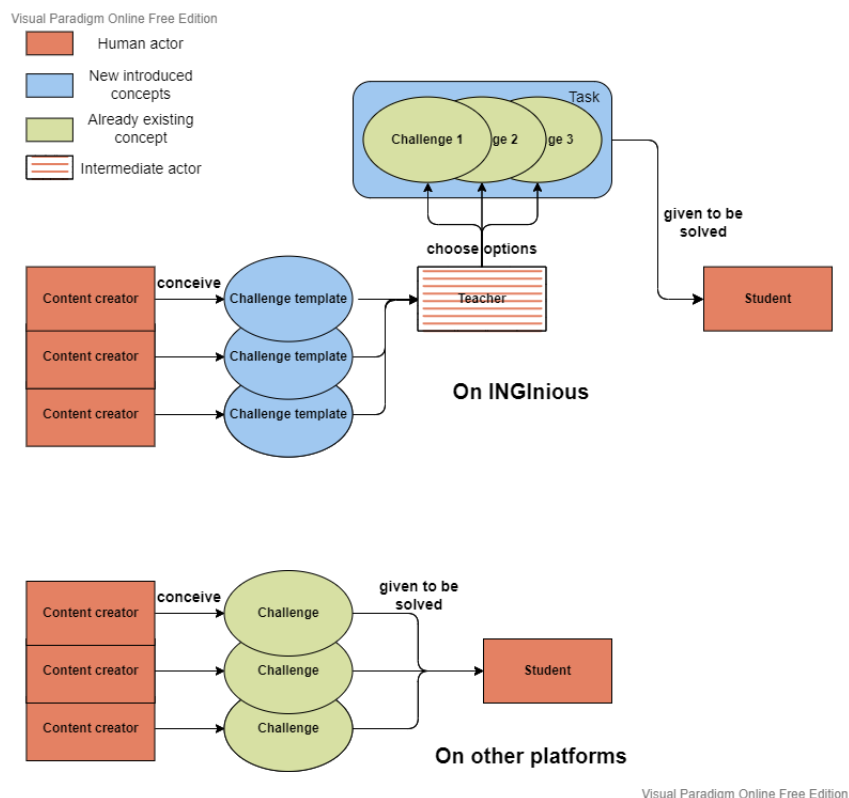 Visual Paradigm Online Free Edition
Human actor
New introduced
concepts
Already existing
concept
Intermediate actor
Task
Challenge 1
ge 2
ge 3
given to be
solved
choose options
Content creator
conceive
Challenge template
Teacher
Student
Content creator
Challenge template
On INGInious
Content creator
Challenge template
Content creator
conceive
Challenge
given to be
solved
Content creator
Challenge
Student
Content creator
Challenge
On other platforms
Visual Paradigm Online Free Edition